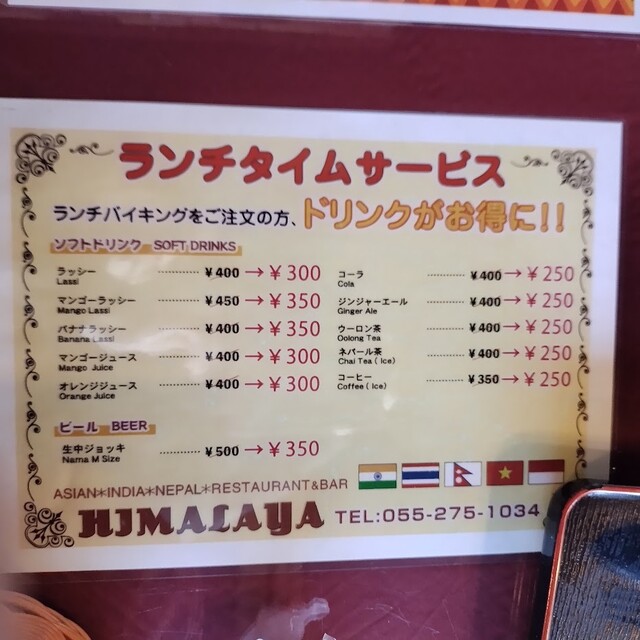 ランチタイムサービス
ランチバイキングをご注文の方、ドリンクがお得に!!
ソフトドリンク SOFT DRINKS
ラッシー ¥400→¥300
Lassi
マンゴーラッシー ¥450→¥350
Mango Lassi
バナナラッシー ¥400→¥350
Banana Lassi
マンゴージュース ¥400→¥300
Mango Juice
オレンジジュース ¥400→¥300
Orange Juice
コーラ ¥400→¥250
Cola
ジンジャーエール ¥400→¥250
Ginger Ale
ウーロン茶 ¥400→¥250
Oolong Tea
ネパール茶 ¥400→¥250
Chai Tea ( Ice)
コーヒー ¥350→¥250
Coffee ( Ice)
ビール BEER
生中ジョッキ ¥500→¥350
Nama M Size
ASIAN*INDIA*NEPAL*RESTAURANT&BAR
HIMALAYA TEL:055-275-1034